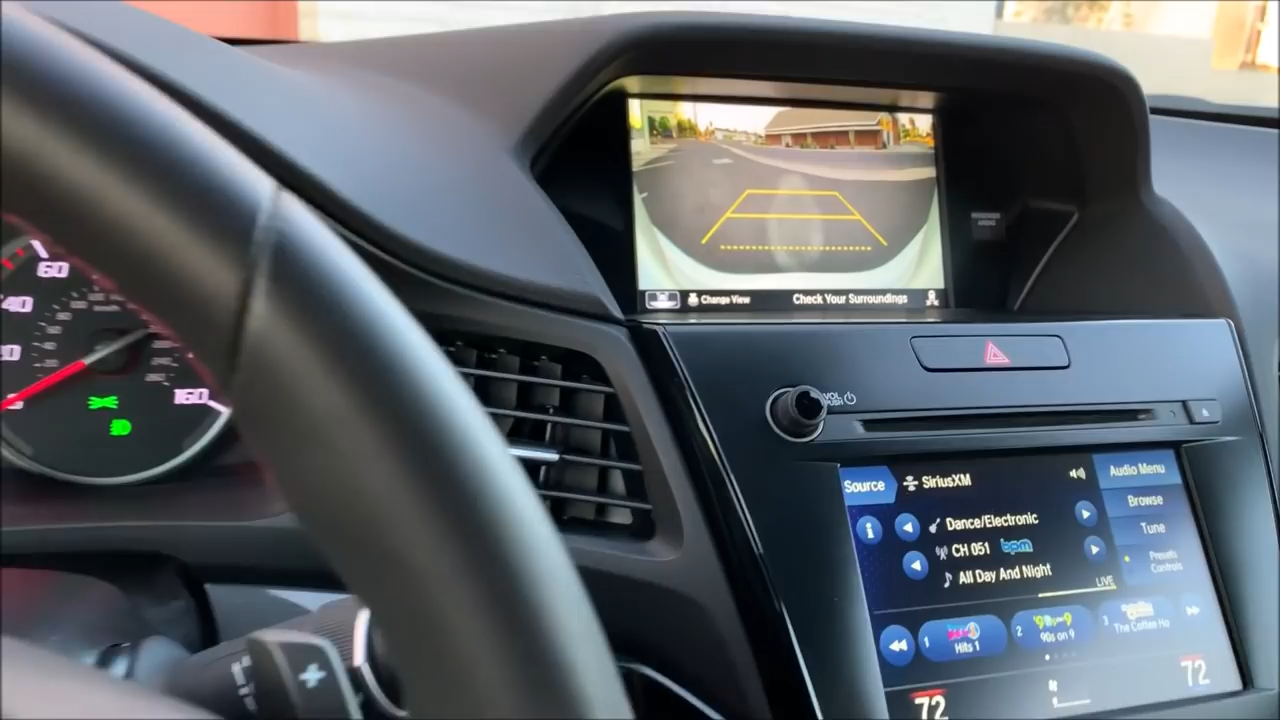 Change View
Check Your Surroundings
60
40
160
VOL
PUSH
Source
SiriusXM
Audio Menu
Browse
Dance/Electronic
Tune
CH 051
bpm
Presets
Controls
All Day And Night
LIVE
1
Hits 1
2
90s on 9
3
The Coffee Ho
72
72